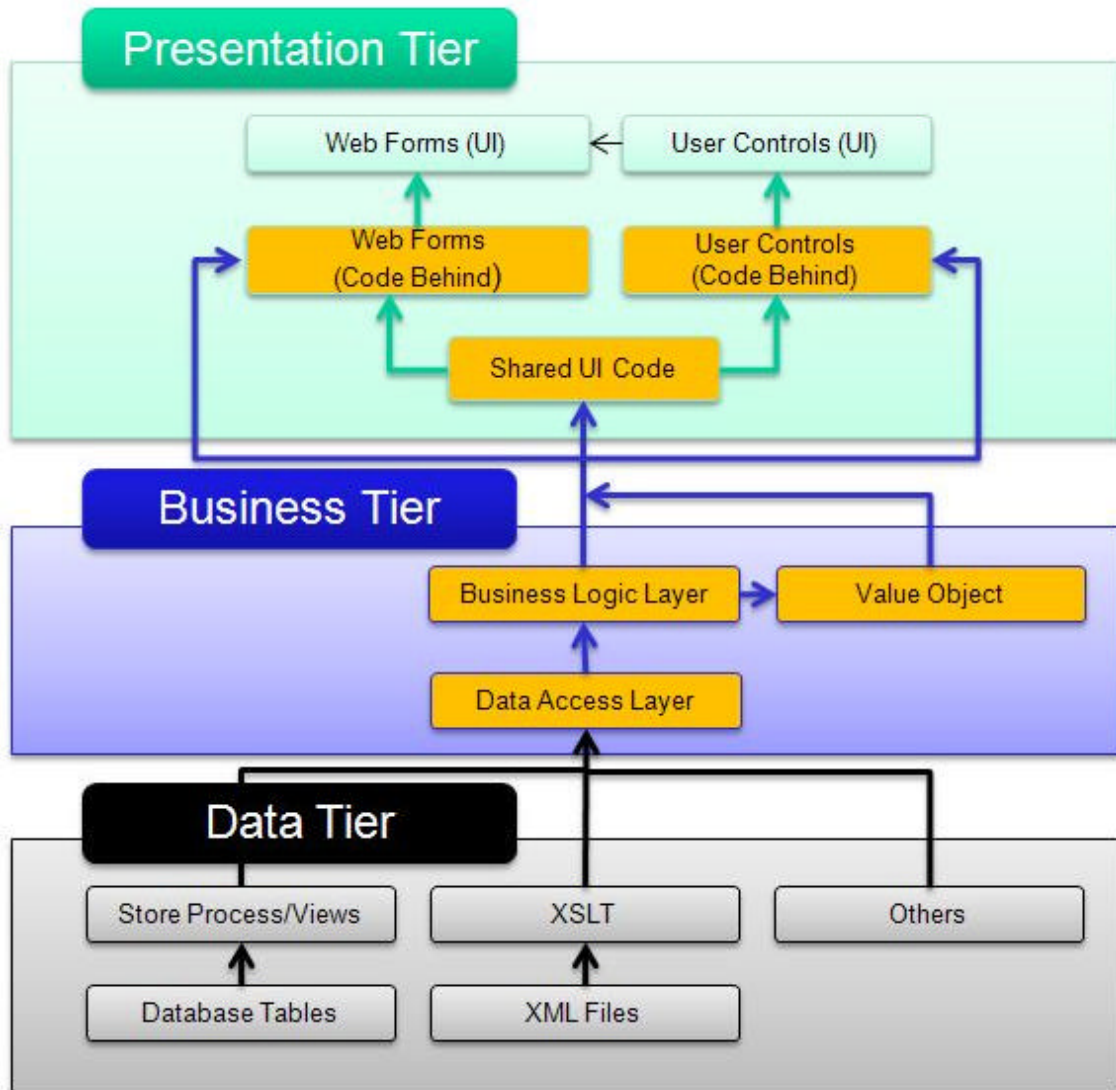 Presentation Tier
Web Forms (UI)
User Controls (UI)
Web Forms
(Code Behind)
User Controls
(Code Behind)
Shared UI Code
Business Tier
Business Logic Layer
Value Object
Data Access Layer
Data Tier
Store Process/Views
XSLT
Others
Database Tables
XML Files